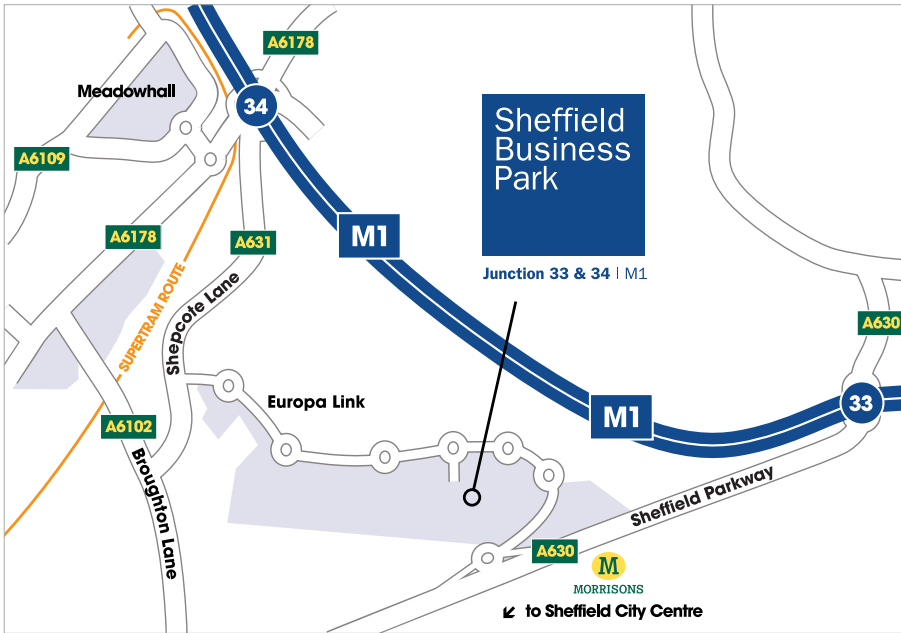 A6178
Meadowhall
34
A6109
Sheffield
Business
Park
A6178
A631
M1
Junction 33 & 34 | M1
SUPERTRAM ROUTE
Shepcote Lane
A630
Europa Link
33
M1
A6102
Broughton Lane
Sheffield Parkway
A630
M
MORRISONS
↙ to Sheffield City Centre